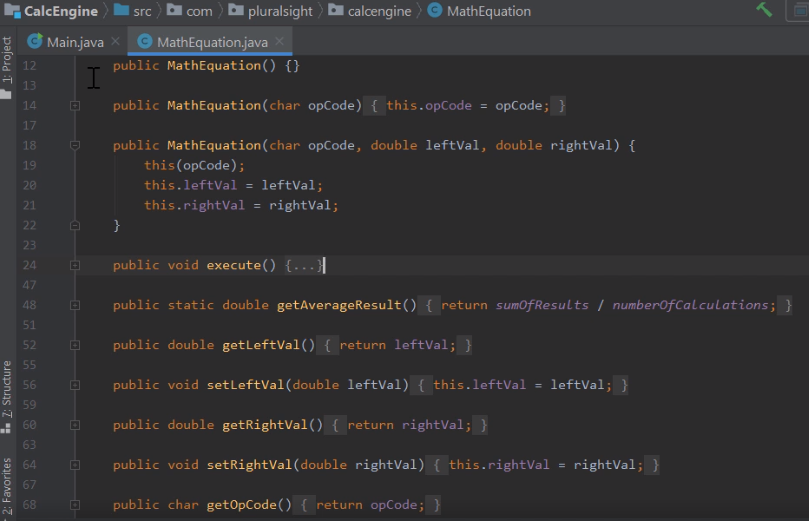 CalcEngine src com pluralsight calcengine MathEquation
Main.java MathEquation.java
1: Project
7: Structure
2: Favorites
12 public MathEquation() {}
13
14 public MathEquation(char opCode) { this.opCode = opCode; }
17
18 public MathEquation(char opCode, double leftVal, double rightVal) {
19 this(opCode);
20 this.leftVal = leftVal;
21 this.rightVal = rightVal;
22 }
23
24 public void execute() {...}
47
48 public static double getAverageResult() { return sumOfResults / numberOfCalculations; }
51
52 public double getLeftVal() { return leftVal; }
55
56 public void setLeftVal(double leftVal) { this.leftVal = leftVal; }
59
60 public double getRightVal() { return rightVal; }
63
64 public void setRightVal(double rightVal) { this.rightVal = rightVal; }
67
68 public char getOpCode() { return opCode; }